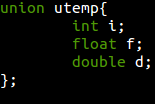 union utemp{
        int i;
        float f;
        double d;
};